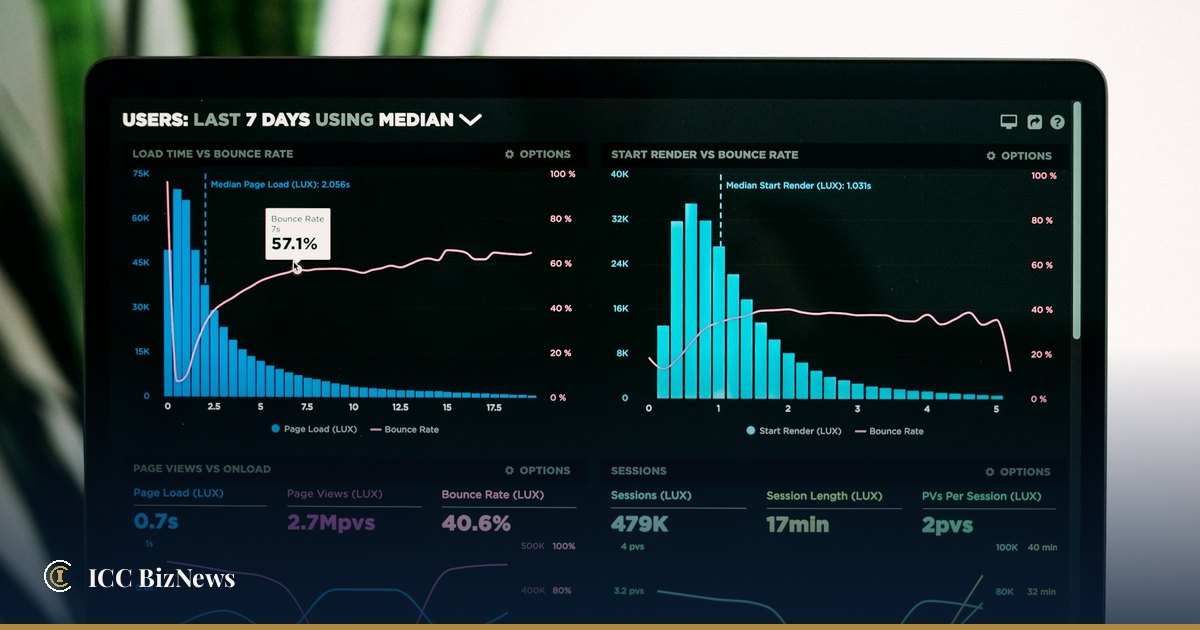 USERS: LAST 7 DAYS USING MEDIAN
LOAD TIME VS BOUNCE RATE
OPTIONS
75K
60K
45K
30K
15K
0
Median Page Load (LUX): 2.056s
Bounce Rate
7s
57.1%
100 %
80 %
60 %
40 %
20 %
0 %
0 2.5 5 7.5 10 12.5 15 17.5
Page Load (LUX) Bounce Rate
START RENDER VS BOUNCE RATE
OPTIONS
40K
32K
24K
16K
8K
0
Median Start Render (LUX): 1.031s
100 %
80 %
60 %
40 %
20 %
0 %
0 1 2 3 4 5
Start Render (LUX) Bounce Rate
PAGE VIEWS VS ONLOAD
OPTIONS
Page Load (LUX)
0.7s
Page Views (LUX)
2.7Mpvs
Bounce Rate (LUX)
40.6%
1s
500K 100%
400K 80%
SESSIONS
OPTIONS
Sessions (LUX)
479K
Session Length (LUX)
17min
PVs Per Session (LUX)
2pvs
4 pvs
3.2 pvs
100K 40 min
80K 32 min
ICC BizNews